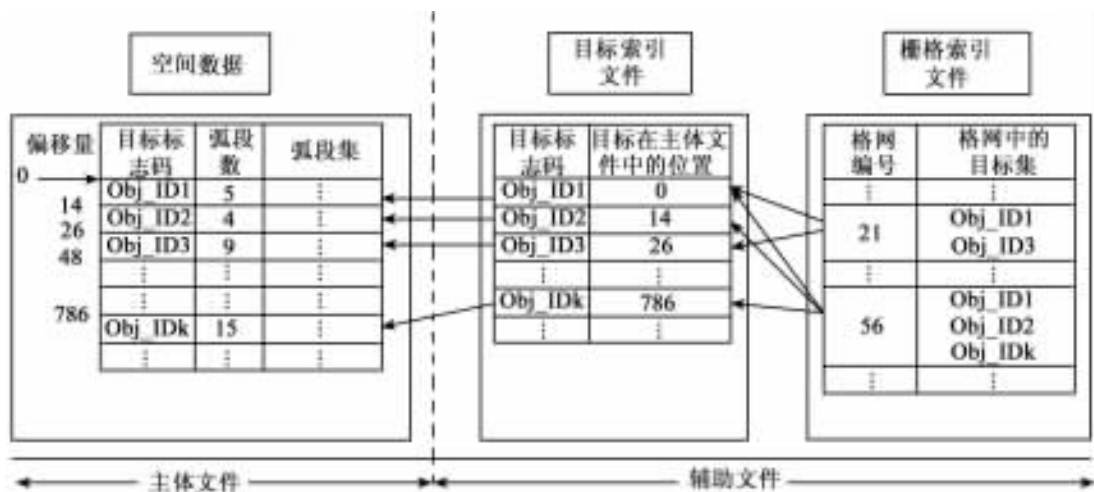 空间数据
目标索引
文件
栅格索引
文件
偏移量
目标标
志码
弧段
数
弧段集
0
Obj_ID1 5 ⋮
14
Obj_ID2 4 ⋮
26
Obj_ID3 9 ⋮
48
⋮ ⋮ ⋮
⋮ ⋮ ⋮
786
Obj_IDk 15 ⋮
⋮ ⋮ ⋮
目标标
志码
目标在主体文
件中的位置
Obj_ID1 0
Obj_ID2 14
Obj_ID3 26
⋮ ⋮
Obj_IDk 786
⋮ ⋮
格网
编号
格网中的
目标集
⋮ ⋮
21
Obj_ID1
Obj_ID3
⋮ ⋮
56
Obj_ID1
Obj_ID2
Obj_IDk
⋮ ⋮
主体文件
辅助文件